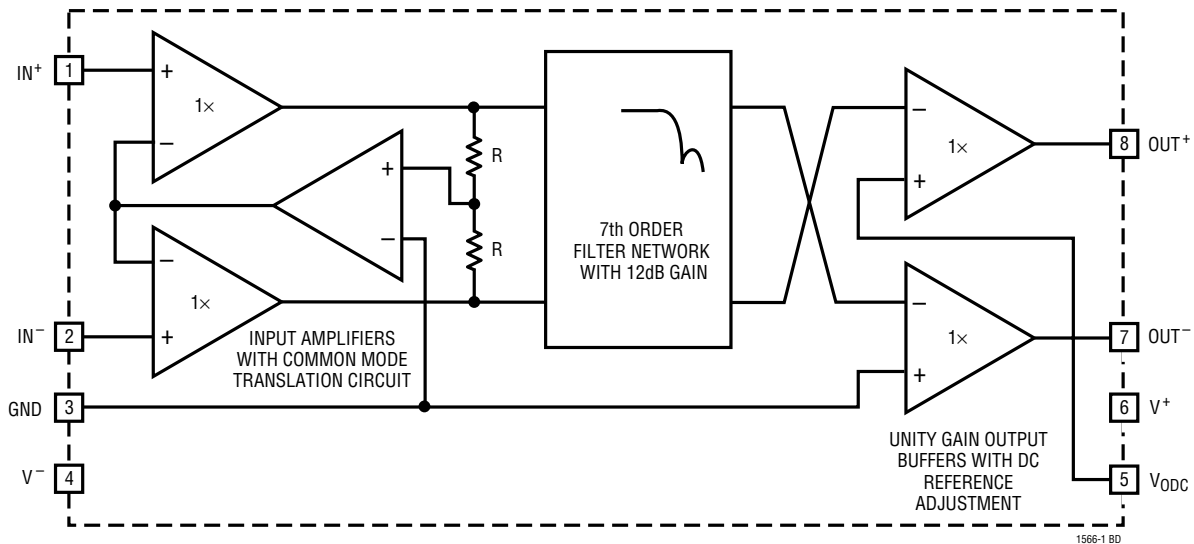 IN+
1
+
1×
−
+
−
R
R
−
1×
+
IN−
2
GND
3
V−
4
INPUT AMPLIFIERS
WITH COMMON MODE
TRANSLATION CIRCUIT
7th ORDER
FILTER NETWORK
WITH 12dB GAIN
−
1×
+
8
OUT+
−
1×
+
7
OUT−
6
V+
5
VODC
UNITY GAIN OUTPUT
BUFFERS WITH DC
REFERENCE
ADJUSTMENT
1566-1 BD